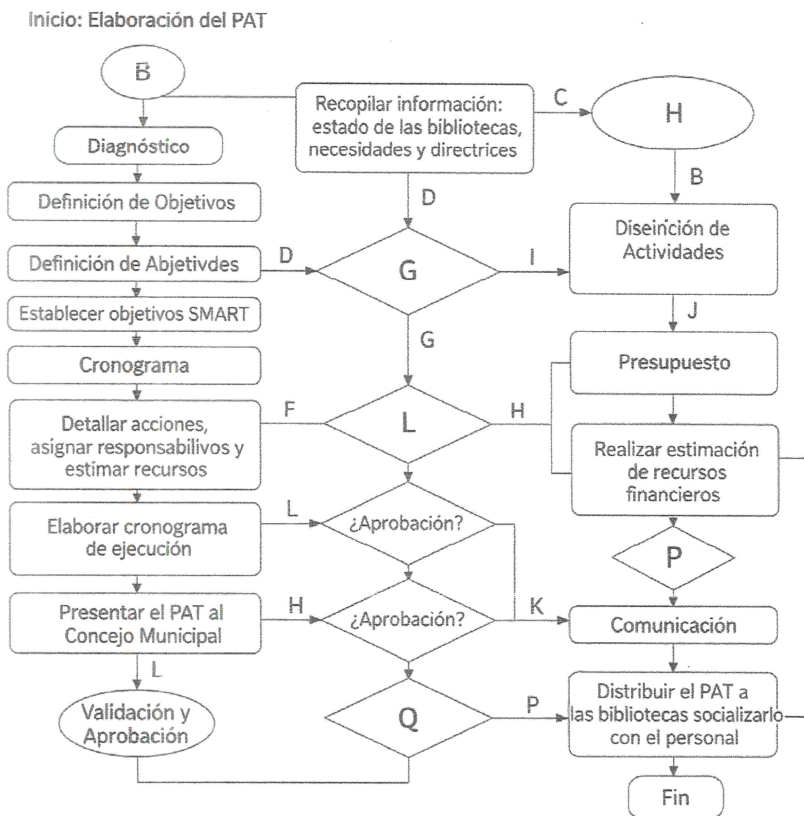 Inicio: Elaboración del PAT
B
Recopilar información:
estado de las bibliotecas,
necesidades y directrices
C
H
Diagnóstico
D
B
Definición de Objetivos
Definición de Abjetivdes
D
G
I
Diseinción de
Actividades
Establecer objetivos SMART
G
J
Cronograma
Presupuesto
Detallar acciones,
asignar responsabilivos y
estimar recursos
F
L
H
Realizar estimación
de recursos
financieros
Elaborar cronograma
de ejecución
L
¿Aprobación?
P
Presentar el PAT al
Concejo Municipal
H
¿Aprobación?
K
Comunicación
L
Validación y
Aprobación
Q
P
Distribuir el PAT a
las bibliotecas socializarlo
con el personal
Fin